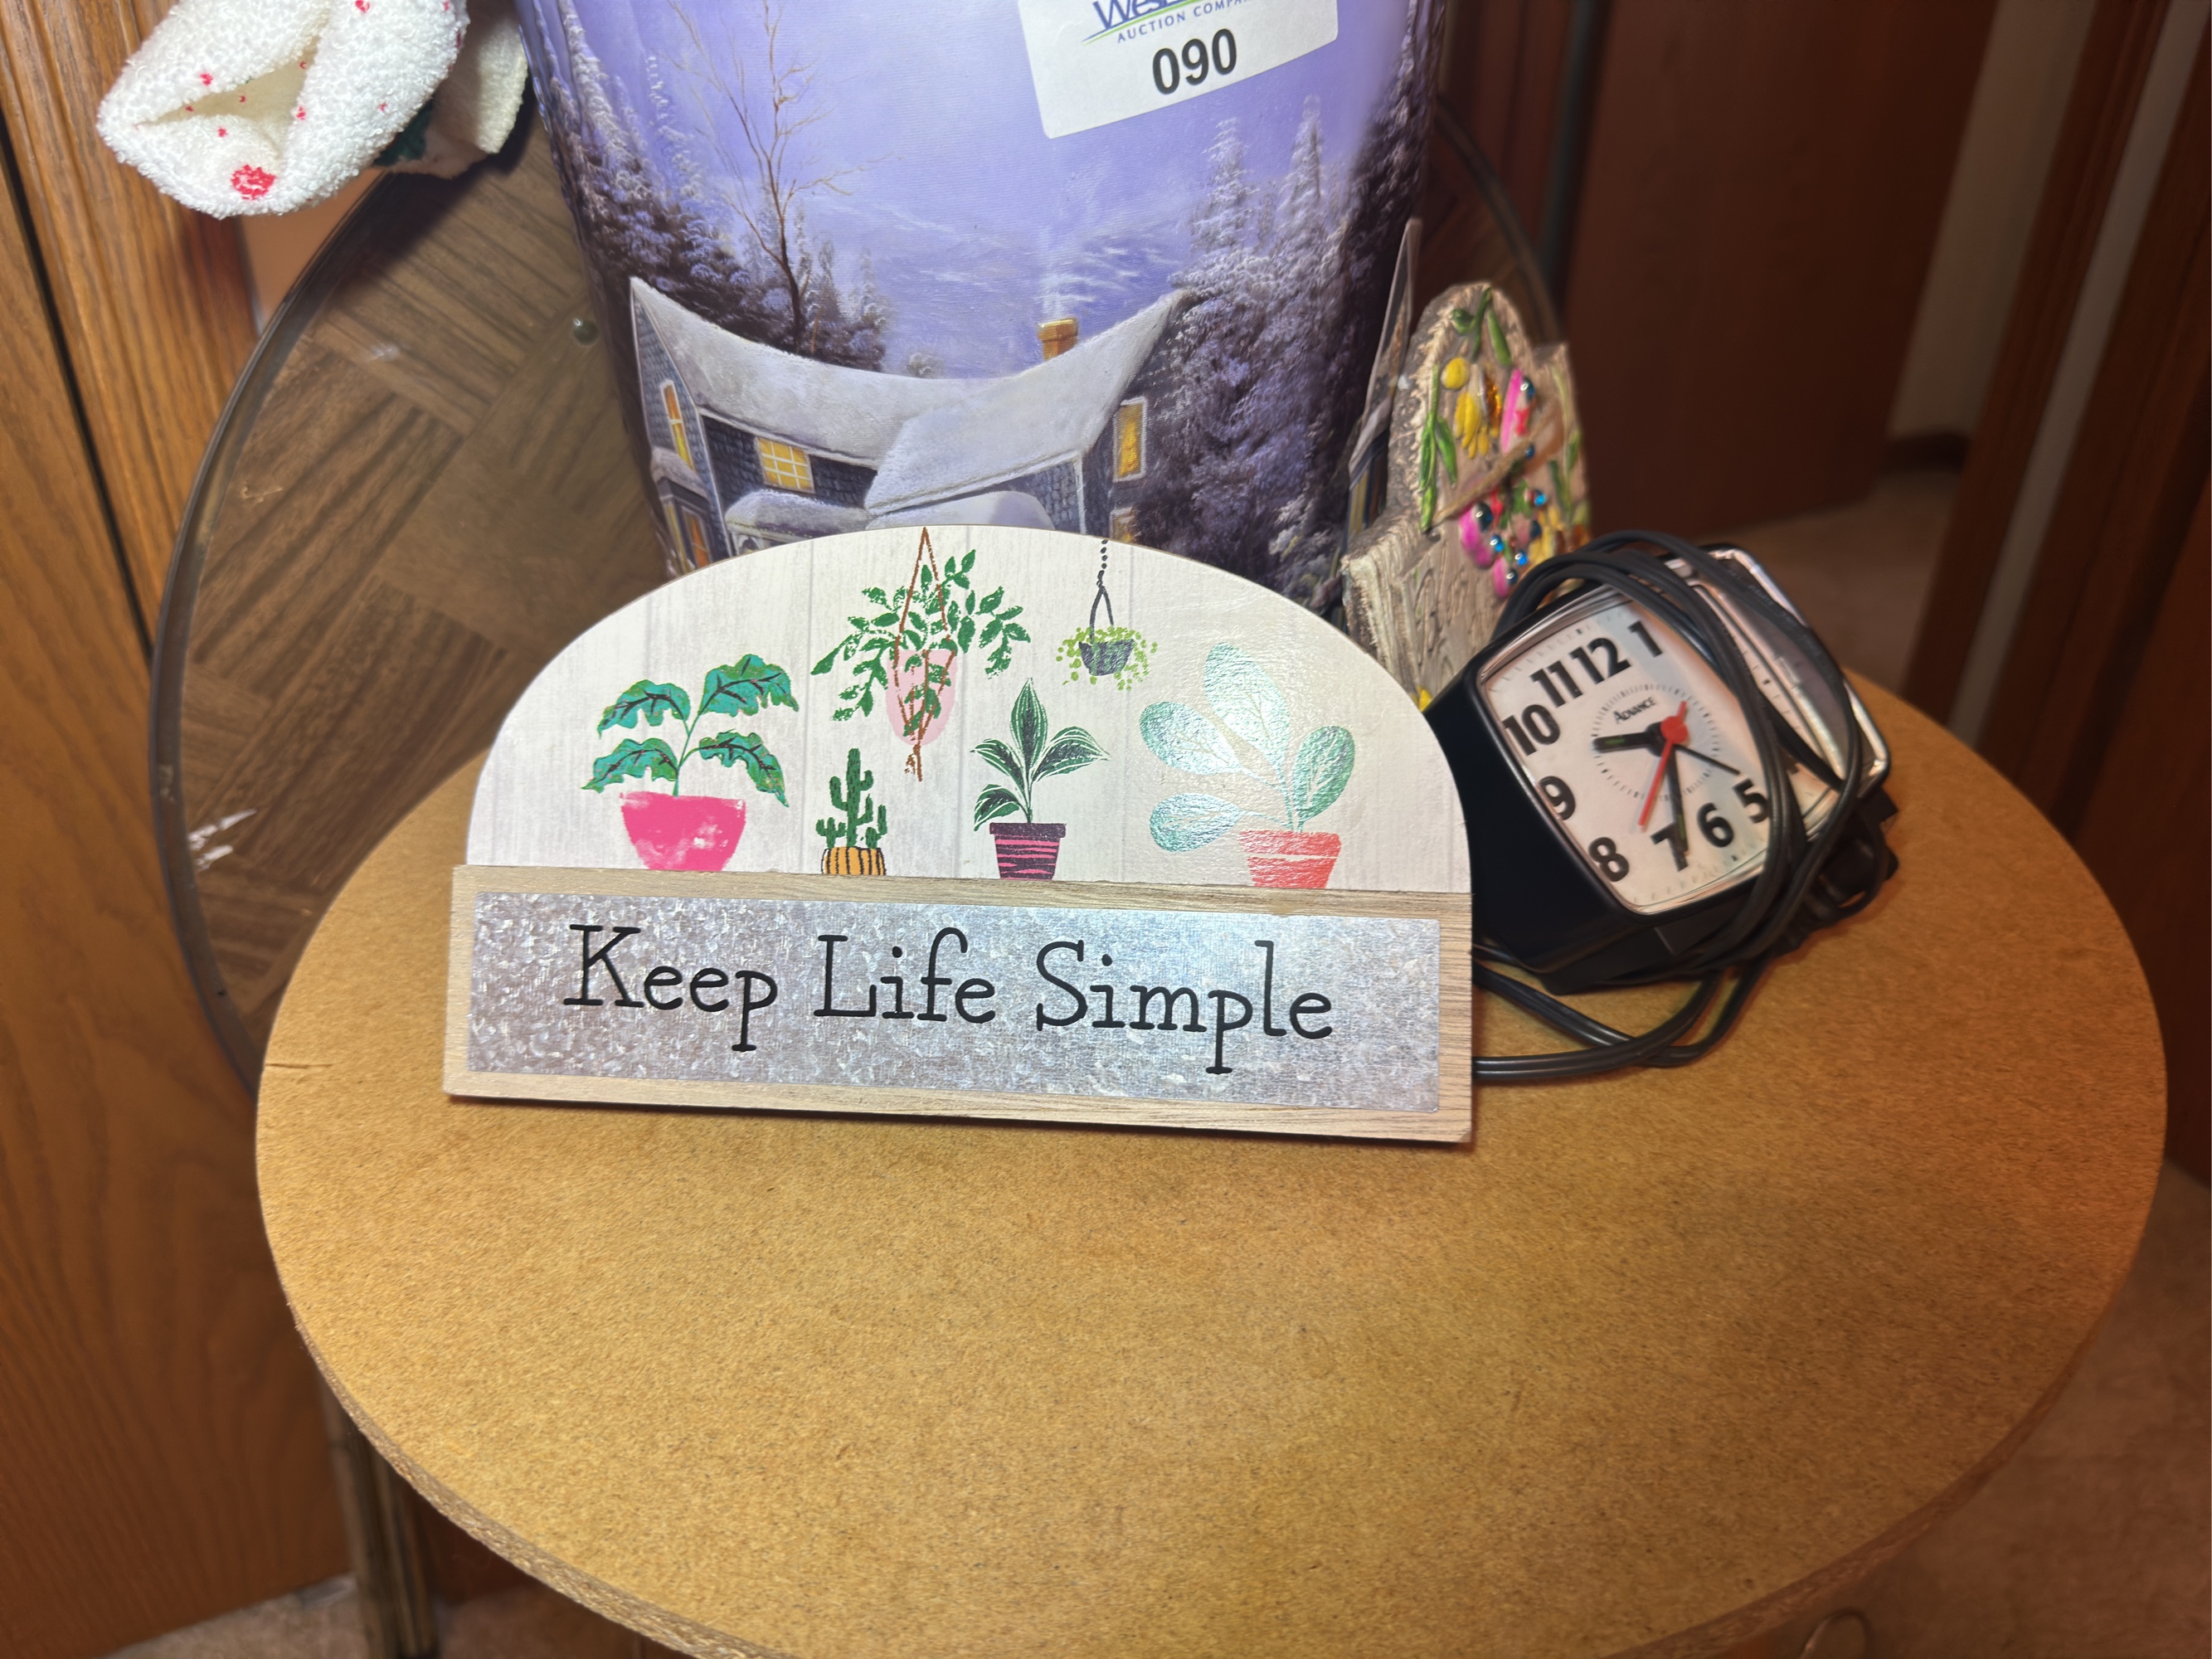 AUCTION COMPA
090
Keep Life Simple
11 12 1
10
ADVANCE
9
8
7
6
5